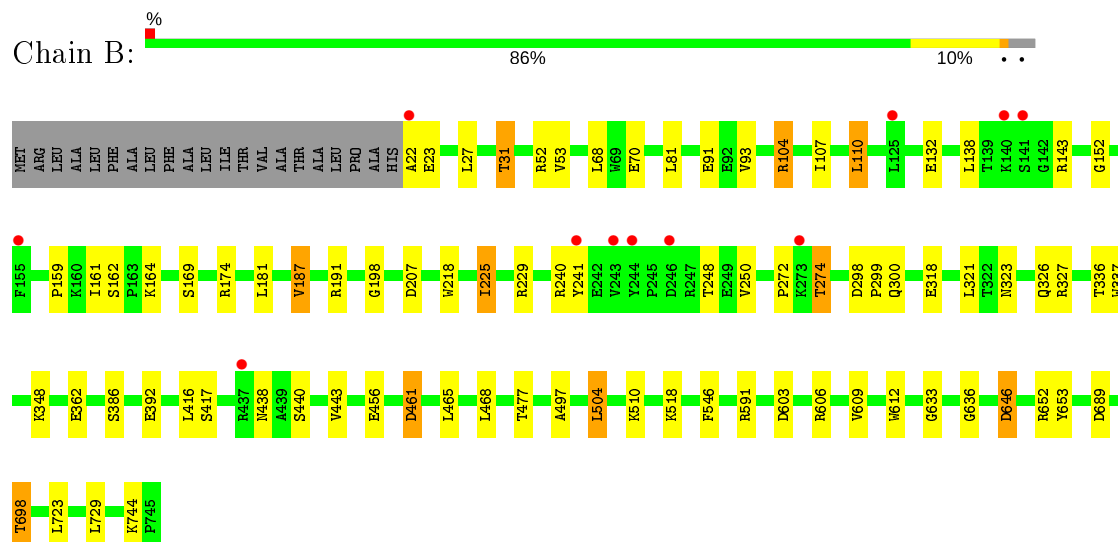 %
Chain B:
86% 10% • •
MET ARG LEU ALA LEU PHE ALA LEU PHE ALA LEU ILE THR VAL ALA THR ALA LEU PRO ALA HIS A22 E23 L27 T31 R52 V53 L68 W69 E70 L81 E91 E92 V93 R104 I107 L110 L125 E132 L138 T139 K140 S141 G142 R143 G152
F155 P159 K160 I161 S162 P163 K164 S169 R174 L181 V187 R191 G198 D207 W218 I225 R229 R240 Y241 E242 V243 Y244 P245 D246 R247 T248 E249 V250 P272 K273 T274 D298 P299 Q300 E318 L321 T322 N323 Q326 R327 T336 W337
K348 E362 S386 E392 L416 S417 R437 N438 A439 S440 V443 E456 D461 L465 L468 T477 A497 L504 K510 K518 F546 R591 D603 R606 V609 W612 G633 G636 D646 R652 Y653 D689
T698 L723 L729 K744 P745